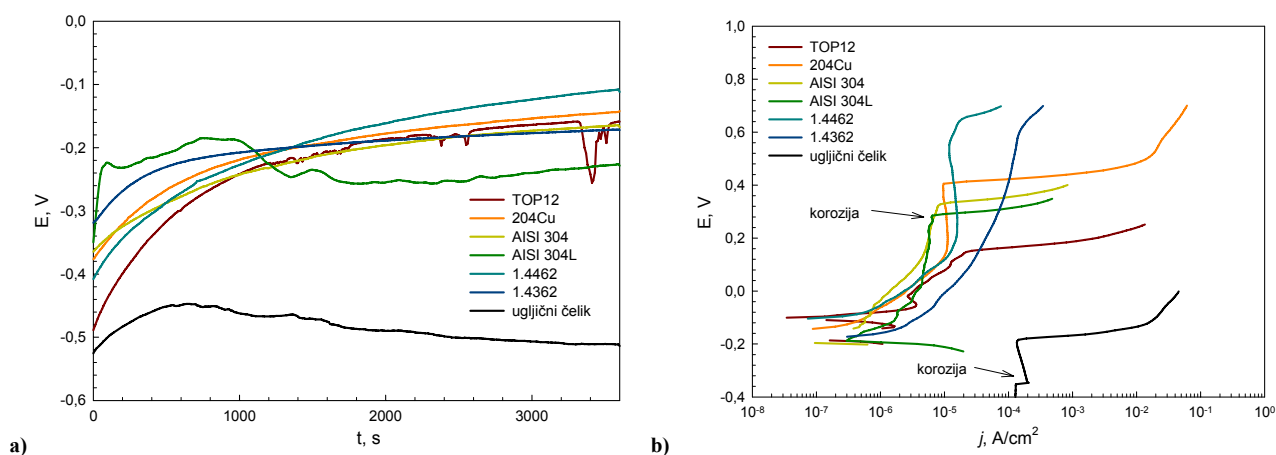 0,0
-0,1
-0,2
-0,3
-0,4
-0,5
-0,6
E, V
0
1000
2000
3000
t, s
TOP12
204Cu
AISI 304
AISI 304L
1.4462
1.4362
ugljični čelik
a)
1,0
0,8
0,6
0,4
0,2
0,0
-0,2
0,4
E, V
TOP12
204Cu
AISI 304
AISI 304L
1.4462
1.4362
ugljični čelik
korozija
korozija
10-8
10-7
10-6
10-5
10-4
10-3
10-2
10-1
100
j, A/cm2
b)